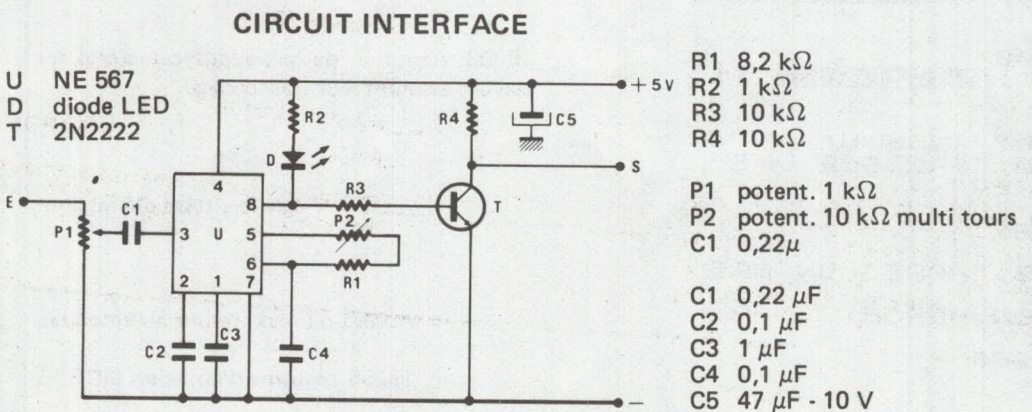 CIRCUIT INTERFACE
U NE 567
D diode LED
T 2N2222
R1 8,2 kΩ
R2 1 kΩ
R3 10 kΩ
R4 10 kΩ
P1 potent. 1 kΩ
P2 potent. 10 kΩ multi tours
C1 0,22μ
C1 0,22 μF
C2 0,1 μF
C3 1 μF
C4 0,1 μF
C5 47 μF - 10 V
+ 5V
R2
R4
C5
D
S
4
E
C1
8
R3
T
P1
3
U
5
P2
6
R1
2
1
7
C2
C3
C4
−